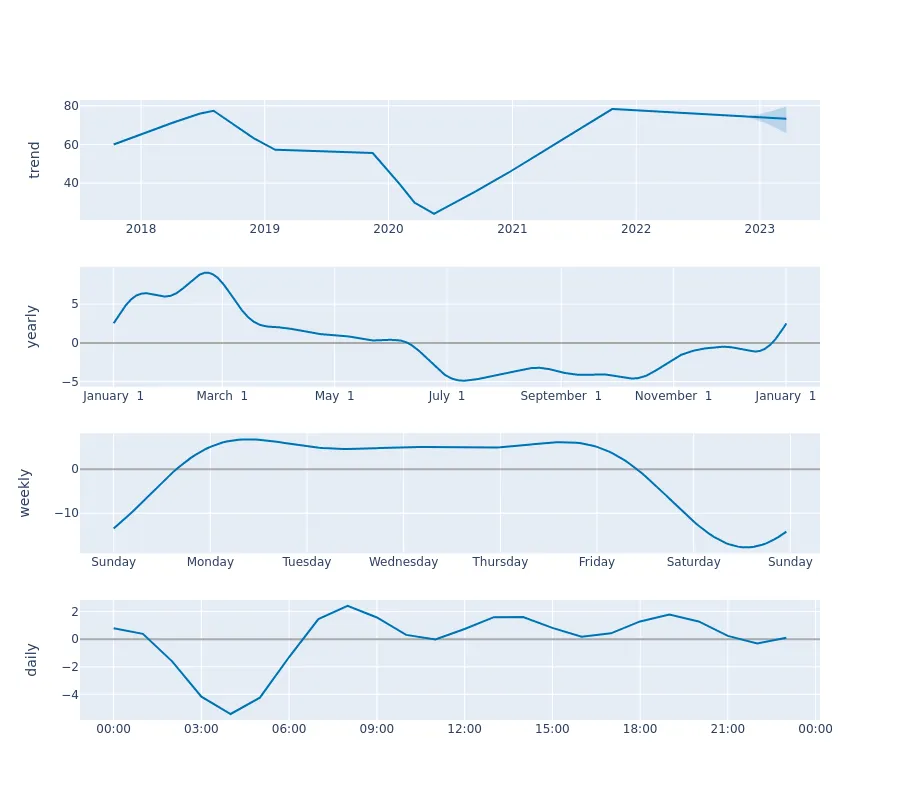 80
60
40
trend
2018 2019 2020 2021 2022 2023
5
0
−5
yearly
January 1 March 1 May 1 July 1 September 1 November 1 January 1
0
−10
weekly
Sunday Monday Tuesday Wednesday Thursday Friday Saturday Sunday
2
0
−2
−4
daily
00:00 03:00 06:00 09:00 12:00 15:00 18:00 21:00 00:00